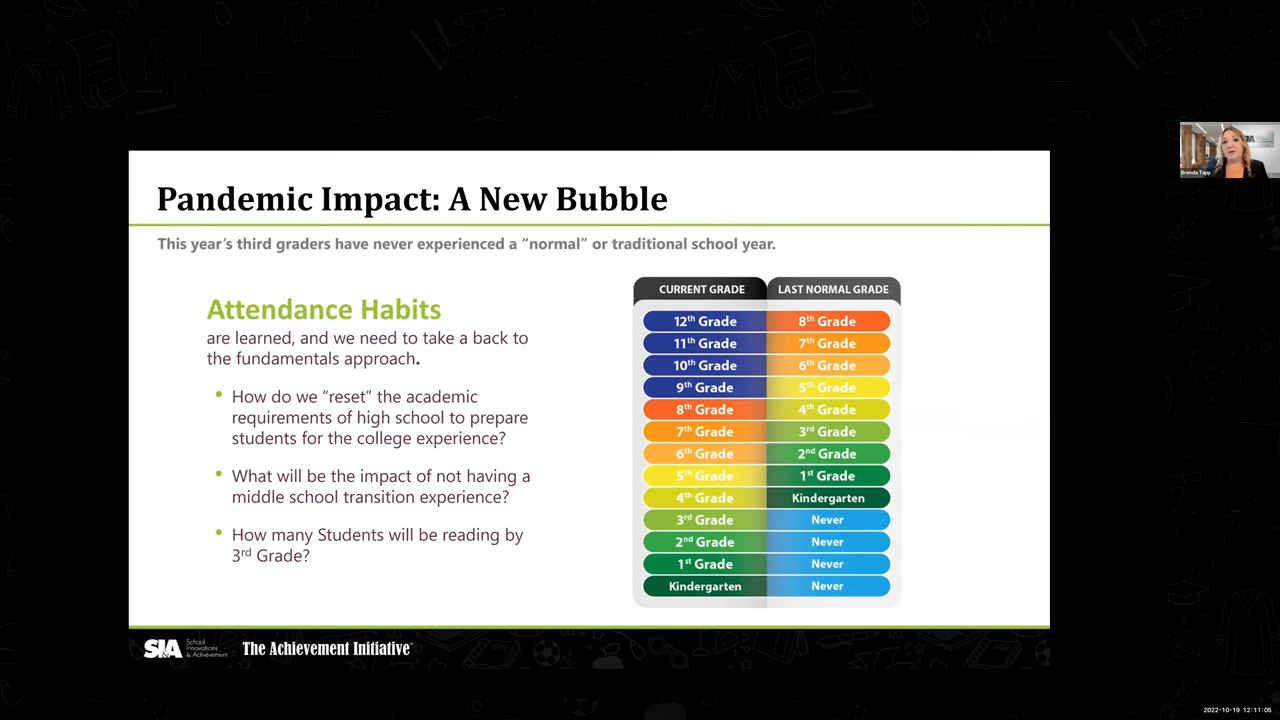 Pandemic Impact: A New Bubble
This year's third graders have never experienced a "normal" or traditional school year.
Attendance Habits
are learned, and we need to take a back to
the fundamentals approach.
• How do we "reset" the academic
requirements of high school to prepare
students for the college experience?
• What will be the impact of not having a
middle school transition experience?
• How many Students will be reading by
3rd Grade?
CURRENT GRADE LAST NORMAL GRADE
12th Grade 8th Grade
11th Grade 7th Grade
10th Grade 6th Grade
9th Grade 5th Grade
8th Grade 4th Grade
7th Grade 3rd Grade
6th Grade 2nd Grade
5th Grade 1st Grade
4th Grade Kindergarten
3rd Grade Never
2nd Grade Never
1st Grade Never
Kindergarten Never
SI&A School
Innovations
& Achievement
The Achievement Initiative
Brenda Tapp
2022-10-19 12:11:05